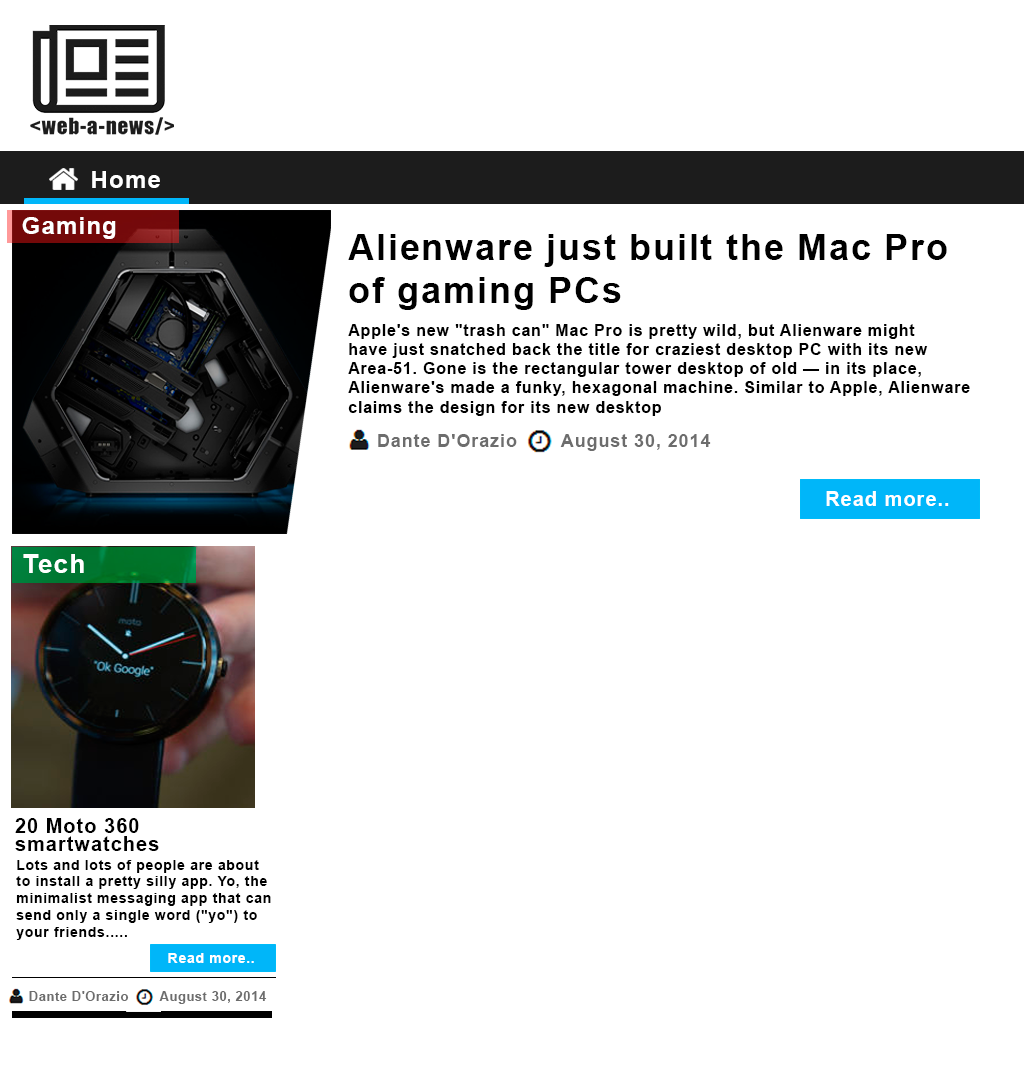 <web-a-news/>
Home
Gaming
Alienware just built the Mac Pro
of gaming PCs
Apple's new "trash can" Mac Pro is pretty wild, but Alienware might
have just snatched back the title for craziest desktop PC with its new
Area-51. Gone is the rectangular tower desktop of old — in its place,
Alienware's made a funky, hexagonal machine. Similar to Apple, Alienware
claims the design for its new desktop
Dante D'Orazio August 30, 2014
Read more..
Tech
moto
"Ok Google"
20 Moto 360
smartwatches
Lots and lots of people are about
to install a pretty silly app. Yo, the
minimalist messaging app that can
send only a single word ("yo") to
your friends.....
Read more..
Dante D'Orazio August 30, 2014